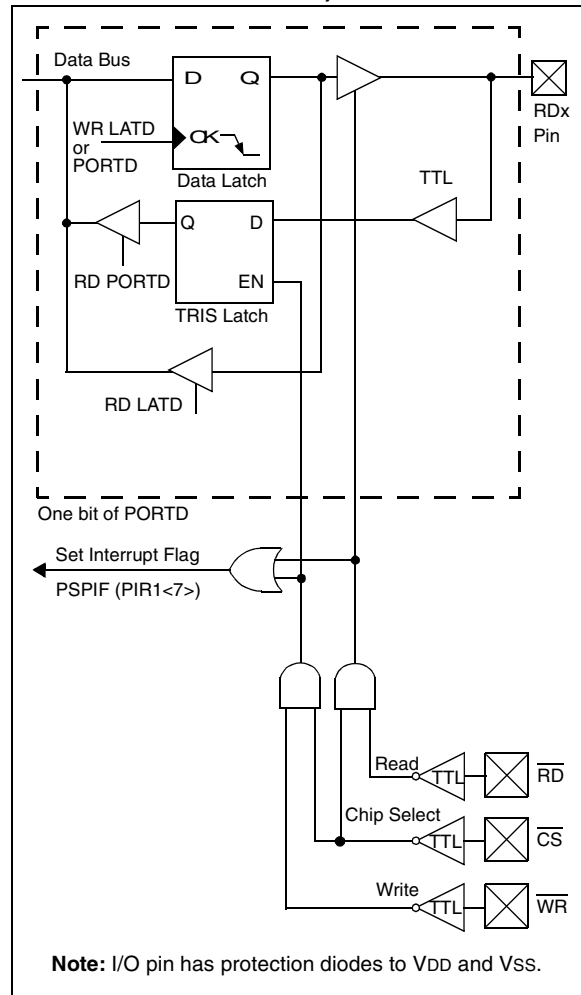 Data Bus
D Q
WR LATD
or
PORTD
CK
Data Latch
RDx
Pin
TTL
Q D
RD PORTD
EN
TRIS Latch
RD LATD
One bit of PORTD
Set Interrupt Flag
PSPIF (PIR1<7>)
Read
TTL
RD
Chip Select
TTL
CS
Write
TTL
WR
Note: I/O pin has protection diodes to VDD and VSS.